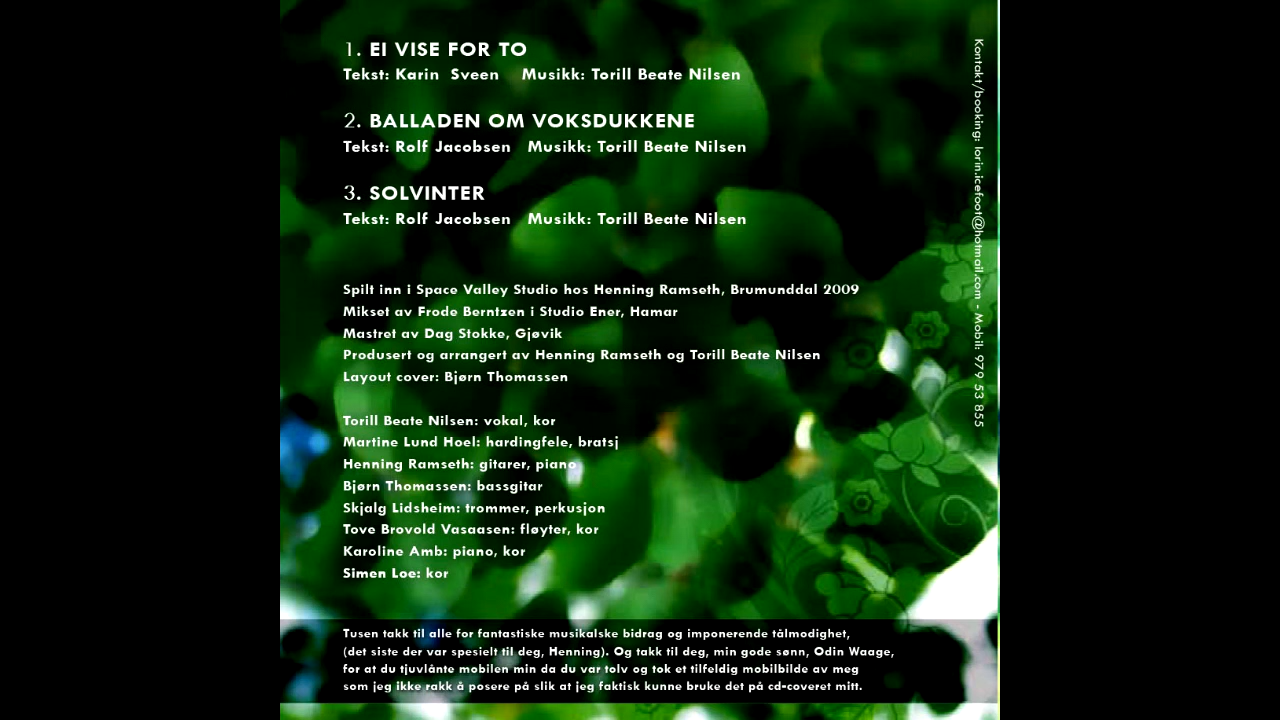 1. EI VISE FOR TO
Tekst: Karin Sveen Musikk: Torill Beate Nilsen
2. BALLADEN OM VOKSDUKKENE
Tekst: Rolf Jacobsen Musikk: Torill Beate Nilsen
3. SOLVINTER
Tekst: Rolf Jacobsen Musikk: Torill Beate Nilsen
Spilt inn i Space Valley Studio hos Henning Ramseth, Brumunddal 2009
Mikset av Frode Berntzen i Studio Ener, Hamar
Mastret av Dag Stokke, Gjøvik
Produsert og arrangert av Henning Ramseth og Torill Beate Nilsen
Layout cover: Bjørn Thomassen
Torill Beate Nilsen: vokal, kor
Martine Lund Hoel: hardingfele, bratsj
Henning Ramseth: gitarer, piano
Bjørn Thomassen: bassgitar
Skjalg Lidsheim: trommer, perkusjon
Tove Brovold Vasaasen: fløyter, kor
Karoline Amb: piano, kor
Simen Loe: kor
Tusen takk til alle for fantastiske musikalske bidrag og imponerende tålmodighet,
(det siste der var spesielt til deg, Henning). Og takk til deg, min gode sønn, Odin Waage,
for at du tjuvlånte mobilen min da du var tolv og tok et tilfeldig mobilbilde av meg
som jeg ikke rakk å posere på slik at jeg faktisk kunne bruke det på cd-coveret mitt.
Kontakt/booking: lorin.icefoot@hotmail.com - Mobil: 979 53 855